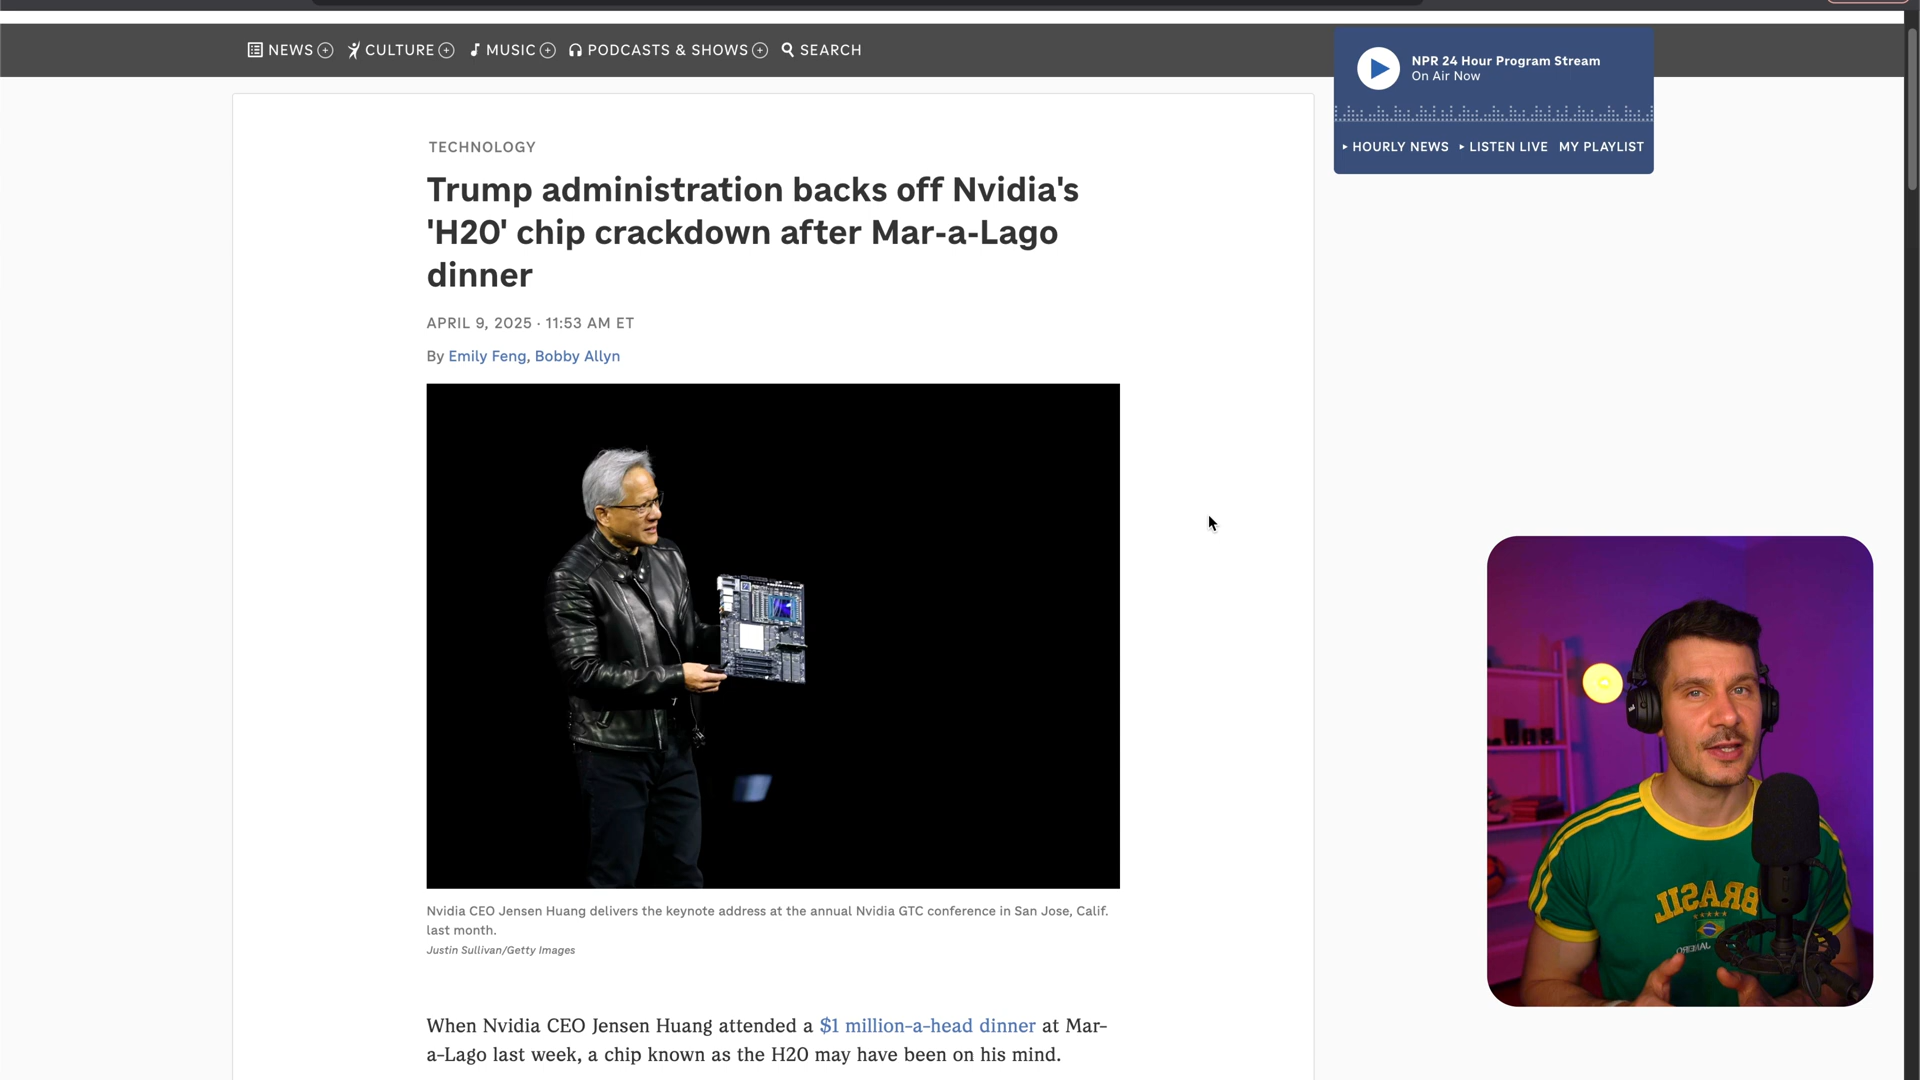 NEWS CULTURE MUSIC PODCASTS & SHOWS SEARCH
NPR 24 Hour Program Stream
On Air Now
HOURLY NEWS LISTEN LIVE MY PLAYLIST
TECHNOLOGY
Trump administration backs off Nvidia's
'H20' chip crackdown after Mar-a-Lago
dinner
APRIL 9, 2025 · 11:53 AM ET
By Emily Feng, Bobby Allyn
Nvidia CEO Jensen Huang delivers the keynote address at the annual Nvidia GTC conference in San Jose, Calif.
last month.
Justin Sullivan/Getty Images
When Nvidia CEO Jensen Huang attended a $1 million-a-head dinner at Mar-
a-Lago last week, a chip known as the H20 may have been on his mind.
BRASIL